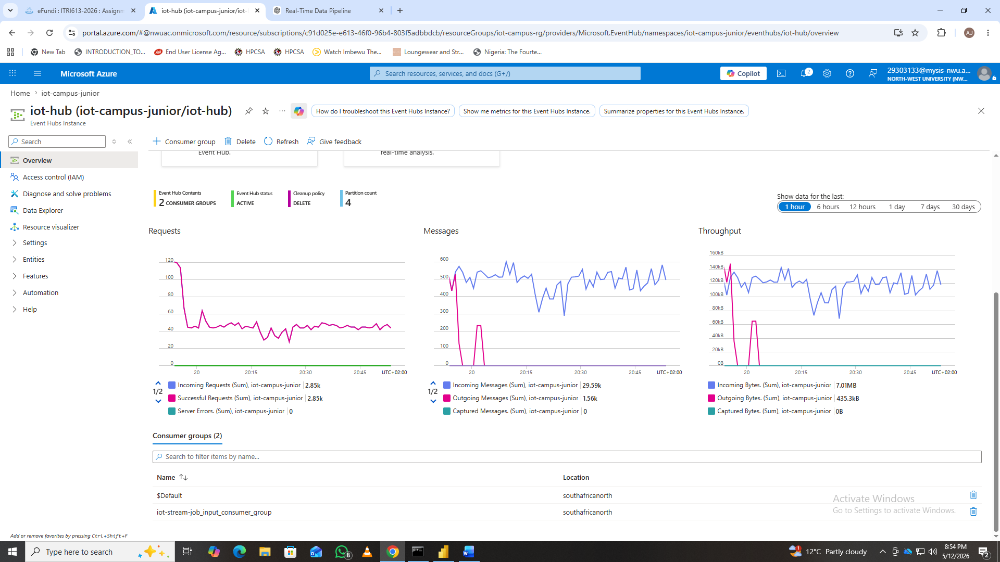 eFundi : ITRI613-2026 : Assignm
iot-hub (iot-campus-junior/iot-h
Real-Time Data Pipeline
portal.azure.com/#@nwuac.onmicrosoft.com/resource/subscriptions/c91d025e-e613-46f0-96b4-803f5adbbdcb/resourceGroups/iot-campus-rg/providers/Microsoft.EventHub/namespaces/iot-campus-junior/eventhubs/iot-hub/overview
AJ
New Tab
INTRODUCTION_TO...
End User License Ag...
HPCSA
HPCSA
Watch Imbewu The...
Loungewear and Str...
Nigeria: The Fourte...
Microsoft Azure
Search resources, services, and docs (G+/)
Copilot
2
29303133@mysis-nwu.a...
NORTH-WEST UNIVERSITY (NW...
Home > iot-campus-junior
iot-hub (iot-campus-junior/iot-hub)
Event Hubs Instance
How do I troubleshoot this Event Hubs Instance?
Show me metrics for this Event Hubs Instance.
Summarize properties for this Event Hubs Instance.
Search
Consumer group
Delete
Refresh
Give feedback
Overview
Access control (IAM)
Diagnose and solve problems
Data Explorer
Resource visualizer
Settings
Entities
Features
Automation
Help
Event Hub.
real-time analysis.
Event Hub Contents
2 CONSUMER GROUPS
Event Hub status
ACTIVE
Cleanup policy
DELETE
Partition count
4
Show data for the last:
1 hour
6 hours
12 hours
1 day
7 days
30 days
Requests
120
100
80
60
40
20
0
20
20:15
20:30
20:45
UTC+02:00
1/2
Incoming Requests (Sum), iot-campus-junior 2.85k
Successful Requests (Sum), iot-campus-junior 2.85k
Server Errors. (Sum), iot-campus-junior 0
Messages
600
500
400
300
200
100
0
20
20:15
20:30
20:45
UTC+02:00
1/2
Incoming Messages (Sum), iot-campus-junior 29.59k
Outgoing Messages (Sum), iot-campus-junior 1.56k
Captured Messages. (Sum), iot-campus-junior 0
Throughput
160kB
140kB
120kB
100kB
80kB
60kB
40kB
20kB
0B
20
20:15
20:30
20:45
UTC+02:00
Incoming Bytes. (Sum), iot-campus-junior 7.01MB
Outgoing Bytes. (Sum), iot-campus-junior 435.3kB
Captured Bytes. (Sum), iot-campus-junior 0B
Consumer groups (2)
Search to filter items by name...
Name
Location
$Default
southafricanorth
iot-stream-job_input_consumer_group
southafricanorth
Activate Windows
Go to Settings to activate Windows.
Add or remove favorites by pressing Ctrl+Shift+F
Type here to search
8
1
12°C Partly cloudy
8:54 PM
5/12/2026
2